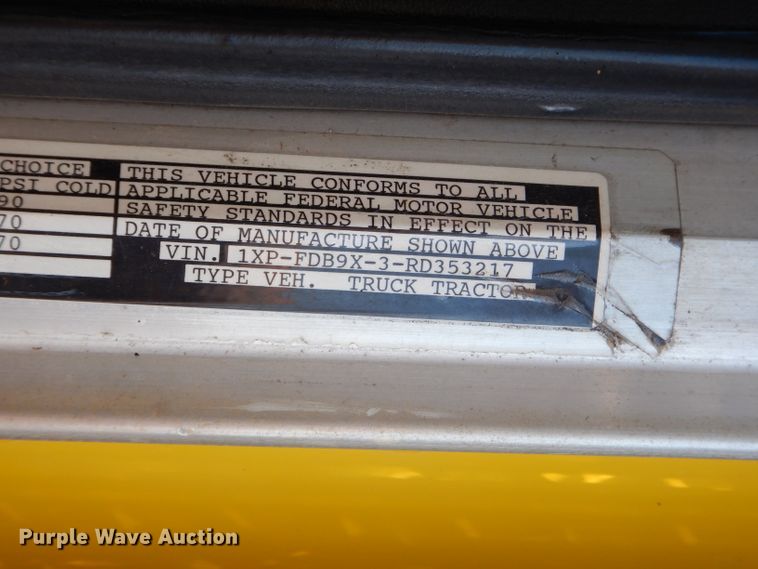 CHOICE
PSI COLD
90
70
70
THIS VEHICLE CONFORMS TO ALL
APPLICABLE FEDERAL MOTOR VEHICLE
SAFETY STANDARDS IN EFFECT ON THE
DATE OF MANUFACTURE SHOWN ABOVE
VIN. 1XP-FDB9X-3-RD353217
TYPE VEH. TRUCK TRACTOR
Purple Wave Auction